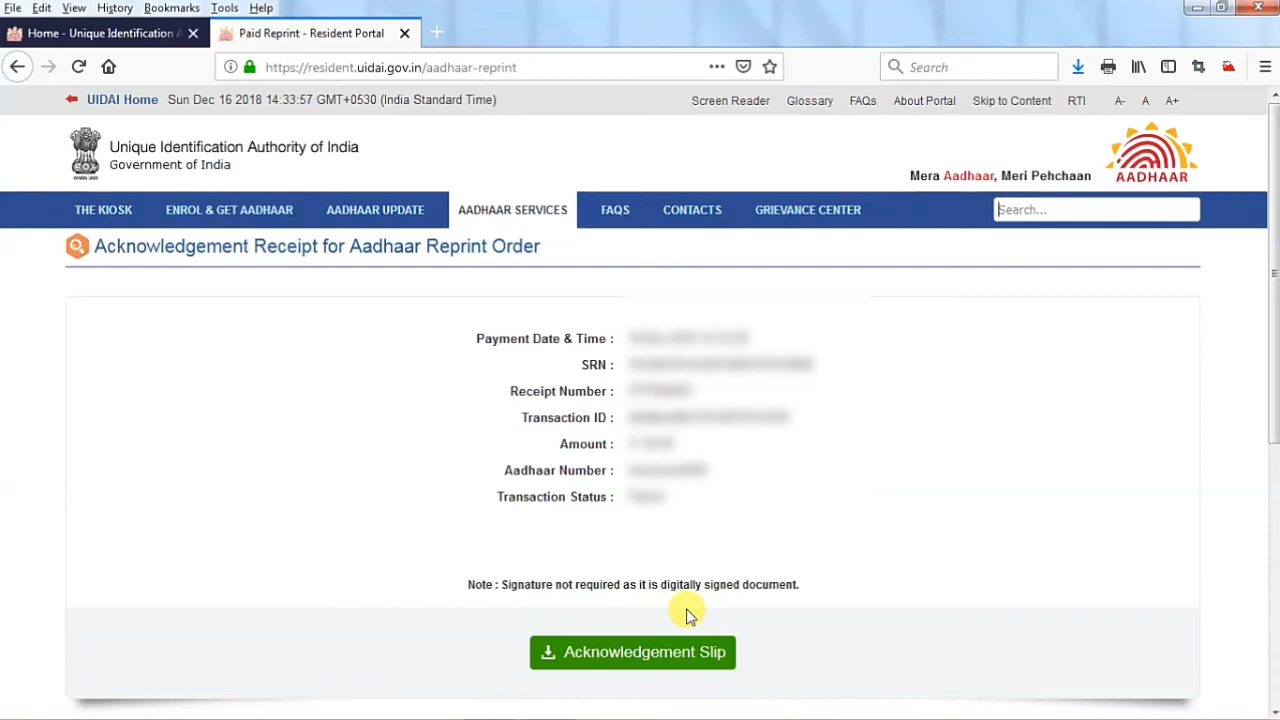 File Edit View History Bookmarks Tools Help
Home - Unique Identification A
Paid Reprint - Resident Portal
https://resident.uidai.gov.in/aadhaar-reprint
Search
UIDAI Home Sun Dec 16 2018 14:33:57 GMT+0530 (India Standard Time) Screen Reader Glossary FAQs About Portal Skip to Content RTI A- A A+
Unique Identification Authority of India
Government of India
Mera Aadhaar, Meri Pehchaan
AADHAAR
THE KIOSK ENROL & GET AADHAAR AADHAAR UPDATE AADHAAR SERVICES FAQS CONTACTS GRIEVANCE CENTER Search...
Acknowledgement Receipt for Aadhaar Reprint Order
Payment Date & Time :
SRN :
Receipt Number :
Transaction ID :
Amount :
Aadhaar Number :
Transaction Status :
Note : Signature not required as it is digitally signed document.
Acknowledgement Slip